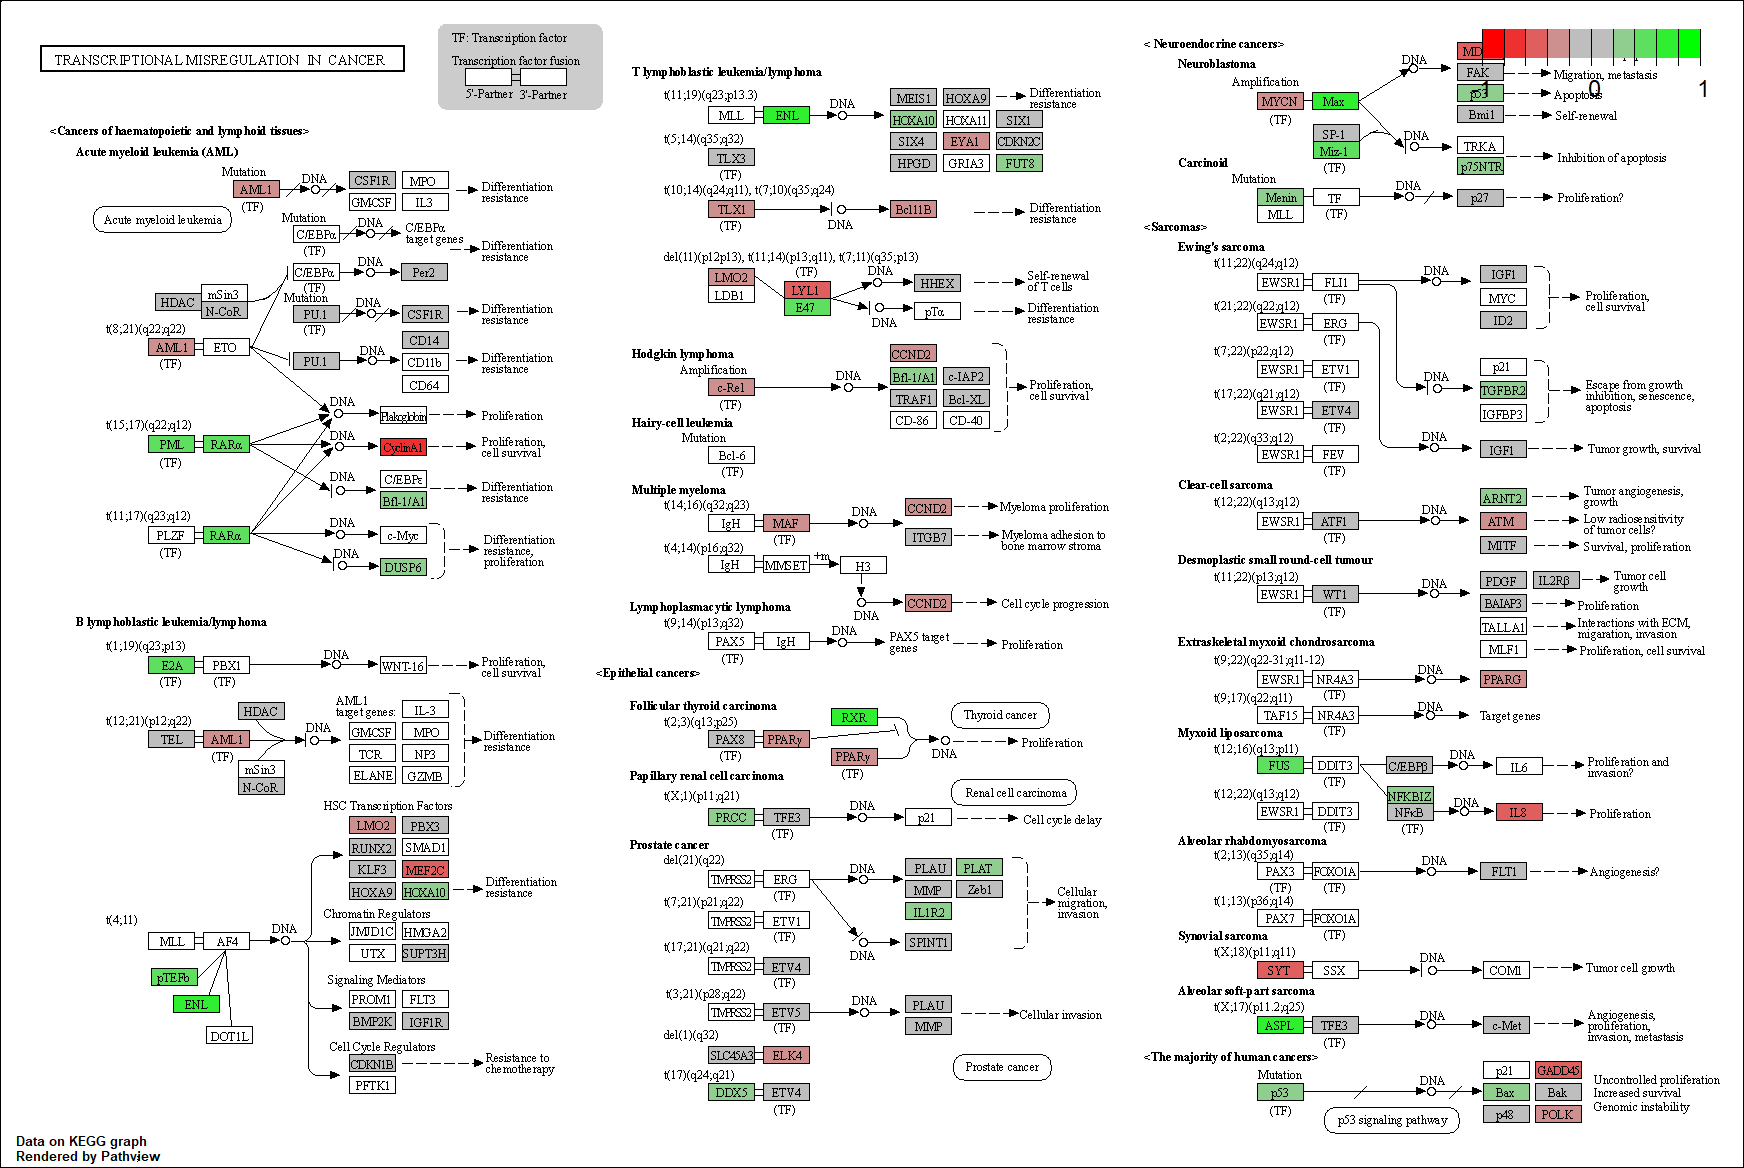 TRANSCRIPTIONAL MISREGULATION IN CANCER
TF: Transcription factor
Transcription factor fusion
5'-Partner 3'-Partner
<Cancers of haematopoietic and lymphoid tissues>
Acute myeloid leukemia (AML)
Mutation
AML1
(TF)
DNA
CSF1R MPO
GMCSF IL3
Differentiation
resistance
Acute myeloid leukemia
Mutation
C/EBPα
(TF)
DNA
C/EBPα
target genes
Differentiation
resistance
C/EBPα
(TF)
DNA
Per2
HDAC
mSin3
N-CoR
Mutation
PU.1
(TF)
DNA
CSF1R
Differentiation
resistance
t(8;21)(q22;q22)
AML1 ETO
(TF)
PU.1
DNA
CD14
CD11b
CD64
Differentiation
resistance
DNA
Plakoglobin
Proliferation
t(15;17)(q22;q12)
PML RARα
(TF)
DNA
CyclinA1
Proliferation,
cell survival
DNA
C/EBPε
Bfl-1/A1
Differentiation
resistance
t(11;17)(q23;q12)
PLZF RARα
(TF)
DNA
c-Myc
DNA
DUSP6
Differentiation
resistance,
proliferation
B lymphoblastic leukemia/lymphoma
t(1;19)(q23;p13)
E2A PBX1
(TF) (TF)
DNA
WNT-16
Proliferation,
cell survival
t(12;21)(p12;q22)
TEL AML1
(TF)
HDAC
mSin3
N-CoR
DNA
AML1
target genes:
IL-3
GMCSF MPO
TCR NP3
ELANE GZMB
Differentiation
resistance
HSC Transcription Factors
LMO2 PBX3
RUNX2 SMAD1
KLF3 MEF2C
HOXA9 HOXA10
Differentiation
resistance
t(4;11)
MLL AF4
DNA
pTEFb
ENL
DOT1L
Chromatin Regulators
JMJD1C HMGA2
UTX SUPT3H
Signaling Mediators
PROM1 FLT3
BMP2K IGF1R
Cell Cycle Regulators
CDKN1B
PFTK1
Resistance to
chemotherapy
Data on KEGG graph
Rendered by Pathview
T lymphoblastic leukemia/lymphoma
t(11;19)(q23;p13.3)
MLL ENL
DNA
MEIS1 HOXA9
HOXA10 HOXA11 SIX1
SIX4 EYA1 CDKN2C
HPGD GRIA3 FUT8
Differentiation
resistance
t(5;14)(q35;q32)
TLX3
(TF)
t(10;14)(q24;q11), t(7;10)(q35;q24)
TLX1
(TF)
DNA
Bcl11B
Differentiation
resistance
del(11)(p12p13), t(11;14)(p13;q11), t(7;11)(q35;p13)
(TF)
LMO2
LDB1
LYL1
E47
DNA
HHEX
Self-renewal
of T cells
DNA
pTα
Differentiation
resistance
Hodgkin lymphoma
Amplification
c-Rel
(TF)
DNA
CCND2
Bfl-1/A1 c-IAP2
TRAF1 Bcl-XL
CD-86 CD-40
Proliferation,
cell survival
Hairy-cell leukemia
Mutation
Bcl-6
(TF)
Multiple myeloma
t(14;16)(q32;q23)
IgH MAF
(TF)
DNA
CCND2
Myeloma proliferation
ITGB7
Myeloma adhesion to
bone marrow stroma
t(4;14)(p16;q32)
IgH MMSET
+m
H3
DNA
CCND2
Cell cycle progression
Lymphoplasmacytic lymphoma
t(9;14)(p13;q32)
PAX5 IgH
(TF)
DNA
PAX5 target
genes
Proliferation
<Epithelial cancers>
Follicular thyroid carcinoma
t(2;3)(q13;p25)
PAX8 PPARγ
(TF)
RXR
PPARγ
(TF)
DNA
Thyroid cancer
Proliferation
Papillary renal cell carcinoma
t(X;1)(p11;q21)
PRCC TFE3
(TF)
DNA
p21
Renal cell carcinoma
Cell cycle delay
Prostate cancer
del(21)(q22)
TMPRSS2 ERG
(TF)
DNA
PLAU PLAT
MMP Zeb1
IL1R2
SPINT1
DNA
Cellular
migration,
invasion
t(7;21)(p21;q22)
TMPRSS2 ETV1
(TF)
t(17;21)(q21;q22)
TMPRSS2 ETV4
(TF)
t(3;21)(p28;q22)
TMPRSS2 ETV5
(TF)
DNA
PLAU
MMP
Cellular invasion
del(1)(q32)
SLC45A3 ELK4
t(17)(q24;q21)
DDX5 ETV4
(TF)
Prostate cancer
<Neuroendocrine cancers>
Neuroblastoma
Amplification
MYCN Max
(TF)
DNA
FAK
Migration, metastasis
p53
Apoptosis
Bmi1
Self-renewal
-1 0 1
SP-1
Miz-1
(TF)
DNA
TRKA
p75NTR
Inhibition of apoptosis
Carcinoid
Mutation
Menin TF
MLL (TF)
DNA
p27
Proliferation?
<Sarcomas>
Ewing's sarcoma
t(11;22)(q24;q12)
EWSR1 FLI1
(TF)
DNA
IGF1
MYC
ID2
Proliferation,
cell survival
t(21;22)(q22;q12)
EWSR1 ERG
(TF)
t(7;22)(p22;q12)
EWSR1 ETV1
(TF)
DNA
p21
TGFBR2
IGFBP3
Escape from growth
inhibition, senescence,
apoptosis
t(17;22)(q21;q12)
EWSR1 ETV4
(TF)
t(2;22)(q33;q12)
EWSR1 FEV
(TF)
DNA
IGF1
Tumor growth, survival
Clear-cell sarcoma
t(12;22)(q13;q12)
EWSR1 ATF1
(TF)
DNA
ARNT2
Tumor angiogenesis,
growth
ATM
Low radiosensitivity
of tumor cells?
MITF
Survival, proliferation
Desmoplastic small round-cell tumour
t(11;22)(p13;q12)
EWSR1 WT1
(TF)
DNA
PDGF IL2Rβ
Tumor cell
growth
BAIAP3
Proliferation
TALLA1
Interactions with ECM,
migaration, invasion
MLF1
Proliferation, cell survival
Extraskeletal myxoid chondrosarcoma
t(9;22)(q22-31;q11-12)
EWSR1 NR4A3
(TF)
DNA
PPARG
t(9;17)(q22;q11)
TAF15 NR4A3
(TF)
DNA
Target genes
Myxoid liposarcoma
t(12;16)(q13;p11)
FUS DDIT3
(TF)
C/EBPβ
DNA
IL6
Proliferation and
invasion?
t(12;22)(q13;q12)
EWSR1 DDIT3
(TF)
NFKBIZ
NFκB
(TF)
DNA
IL8
Proliferation
Alveolar rhabdomyosarcoma
t(2;13)(q35;q14)
PAX3 FOXO1A
(TF) (TF)
DNA
FLT1
Angiogenesis?
t(1;13)(p36;q14)
PAX7 FOXO1A
(TF)
Synovial sarcoma
t(X;18)(p11;q11)
SYT SSX
(TF)
DNA
COM1
Tumor cell growth
Alveolar soft-part sarcoma
t(X;17)(p11.2;q25)
ASPL TFE3
(TF)
DNA
c-Met
Angiogenesis,
proliferation,
invasion, metastasis
<The majority of human cancers>
Mutation
p53
(TF)
DNA
p21 GADD45
Bax Bak
p48 POLK
Uncontrolled proliferation
Increased survival
Genomic instability
p53 signaling pathway